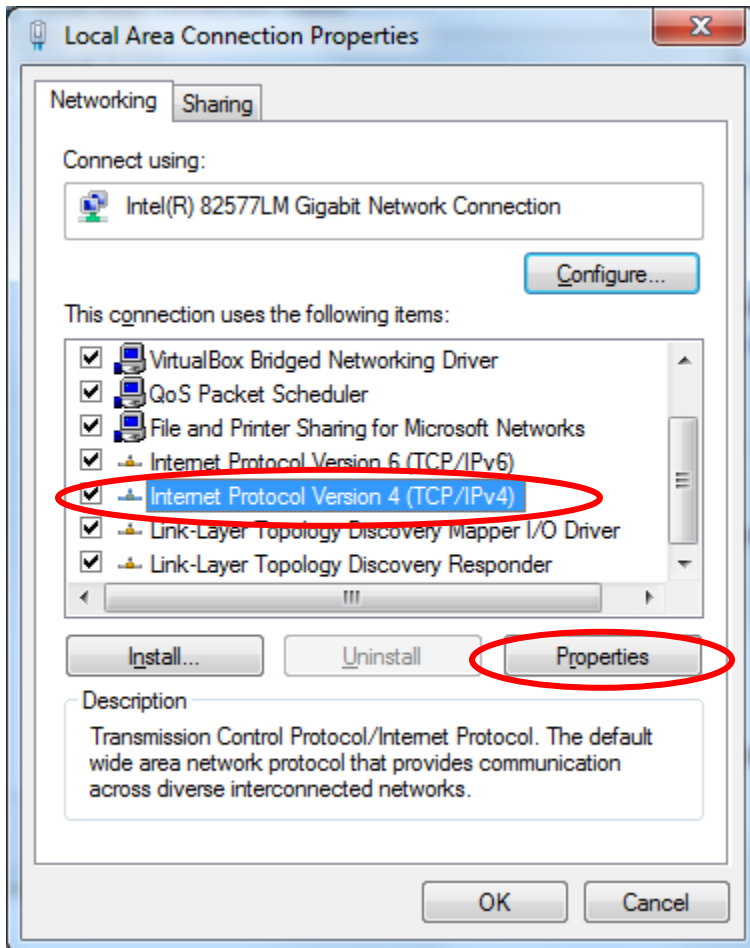 Local Area Connection Properties
Networking
Sharing
Connect using:
Intel(R) 82577LM Gigabit Network Connection
Configure...
This connection uses the following items:
VirtualBox Bridged Networking Driver
QoS Packet Scheduler
File and Printer Sharing for Microsoft Networks
Internet Protocol Version 6 (TCP/IPv6)
Internet Protocol Version 4 (TCP/IPv4)
Link-Layer Topology Discovery Mapper I/O Driver
Link-Layer Topology Discovery Responder
Install...
Uninstall
Properties
Description
Transmission Control Protocol/Internet Protocol. The default
wide area network protocol that provides communication
across diverse interconnected networks.
OK
Cancel